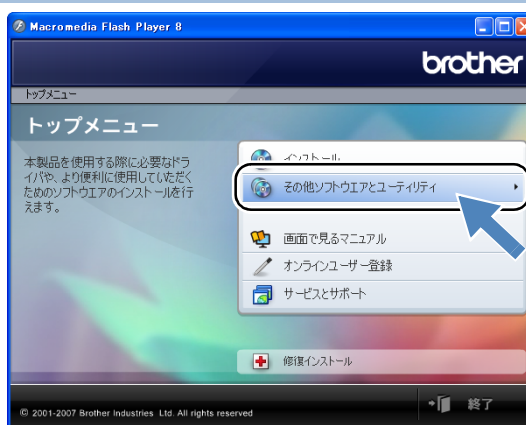 Macromedia Flash Player 8
brother
トップメニュー
トップメニュー
本製品を使用する際に必要なドラ
イバや、より便利に使用していただく
ためのソフトウエアのインストールを行
えます。
インストール
その他ソフトウエアとユーティリティ
画面で見るマニュアル
オンラインユーザー登録
サービスとサポート
修復インストール
© 2001-2007 Brother Industries Ltd. All rights reserved
終了